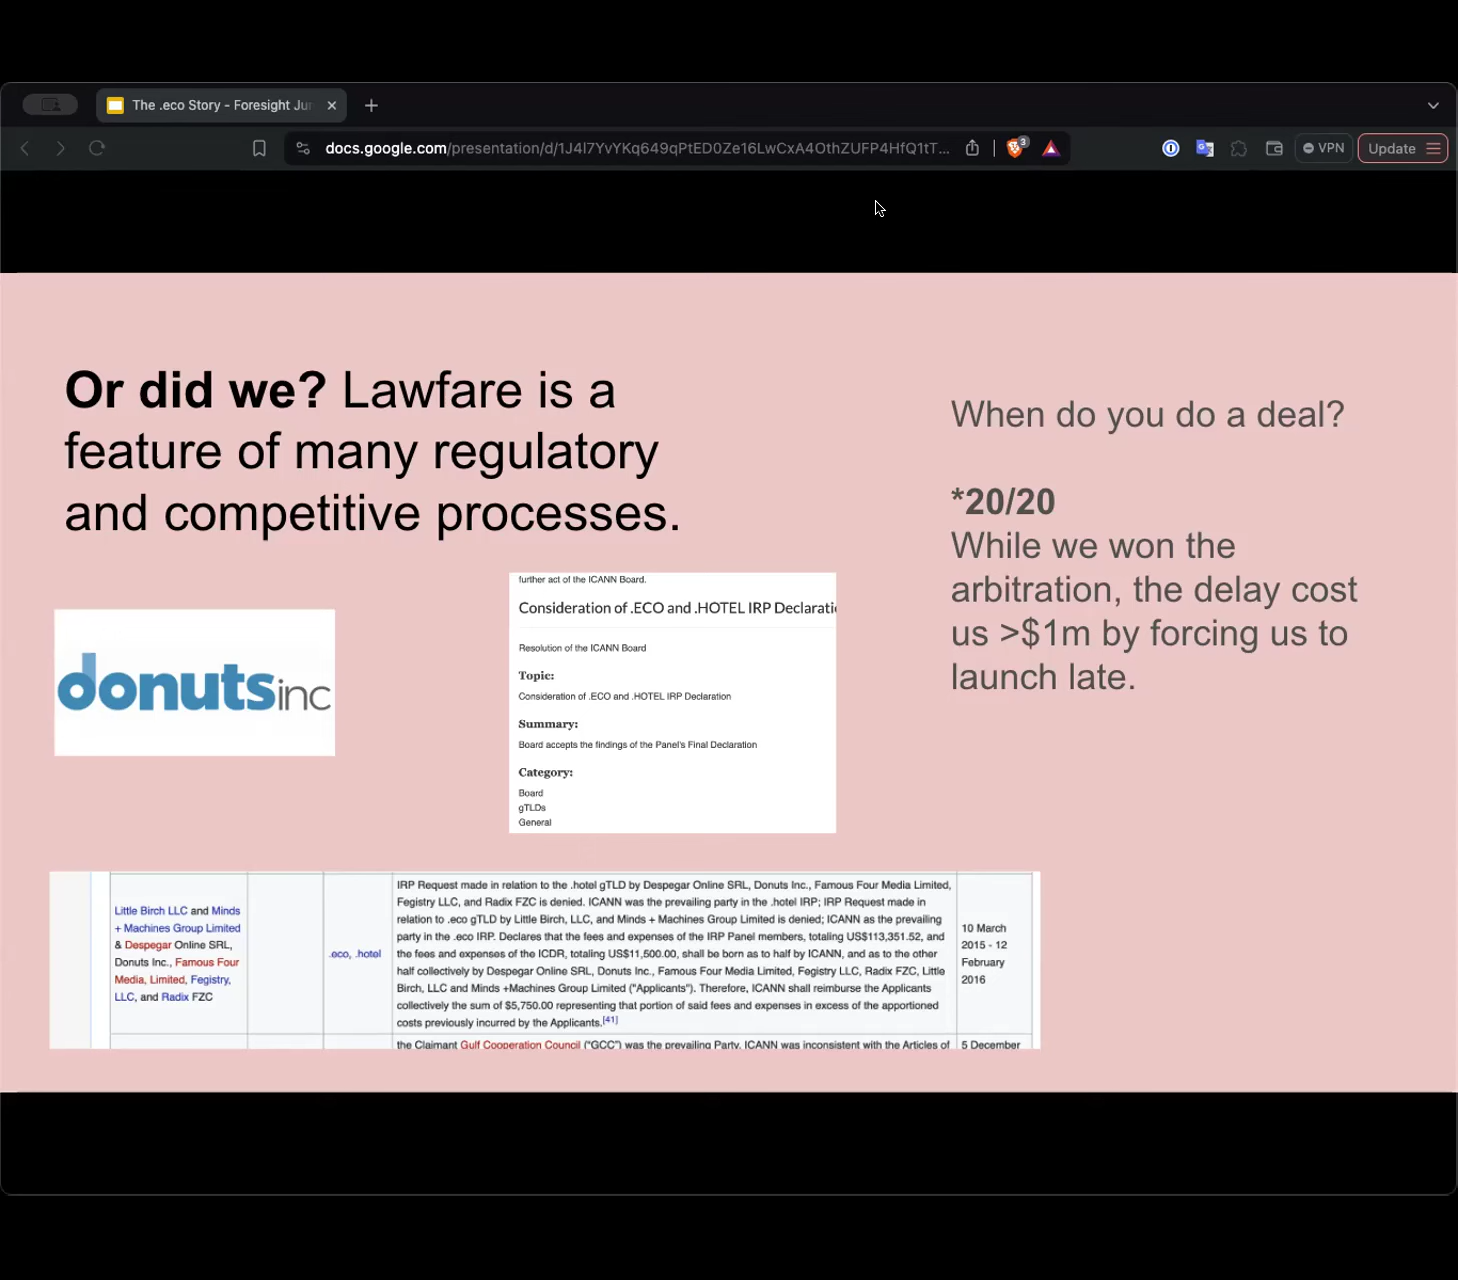 The .eco Story - Foresight Jun
docs.google.com/presentation/d/1J4I7YvYKq649qPtED0Ze16LwCxA4OthZUFP4HfQ1tT...
3
VPN
Update
Or did we? Lawfare is a
feature of many regulatory
and competitive processes.
When do you do a deal?
*20/20
While we won the
arbitration, the delay cost
us >$1m by forcing us to
launch late.
donutsinc
further act of the ICANN Board.
Consideration of .ECO and .HOTEL IRP Declaratio
Resolution of the ICANN Board
Topic:
Consideration of .ECO and .HOTEL IRP Declaration
Summary:
Board accepts the findings of the Panel's Final Declaration
Category:
Board
gTLDs
General
Little Birch LLC and Minds
+ Machines Group Limited
& Despegar Online SRL,
Donuts Inc., Famous Four
Media, Limited, Fegistry,
LLC, and Radix FZC
.eco, .hotel
IRP Request made in relation to the .hotel gTLD by Despegar Online SRL, Donuts Inc., Famous Four Media Limited,
Fegistry LLC, and Radix FZC is denied. ICANN was the prevailing party in the .hotel IRP; IRP Request made in
relation to .eco gTLD by Little Birch, LLC, and Minds + Machines Group Limited is denied; ICANN as the prevailing
party in the .eco IRP. Declares that the fees and expenses of the IRP Panel members, totaling US$113,351.52, and
the fees and expenses of the ICDR, totaling US$11,500.00, shall be born as to half by ICANN, and as to the other
half collectively by Despegar Online SRL, Donuts Inc., Famous Four Media Limited, Fegistry LLC, Radix FZC, Little
Birch, LLC and Minds +Machines Group Limited ("Applicants"). Therefore, ICANN shall reimburse the Applicants
collectively the sum of $5,750.00 representing that portion of said fees and expenses in excess of the apportioned
costs previously incurred by the Applicants.[41]
10 March
2015 - 12
February
2016
the Claimant Gulf Cooperation Council ("GCC") was the prevailing Party. ICANN was inconsistent with the Articles of
5 December